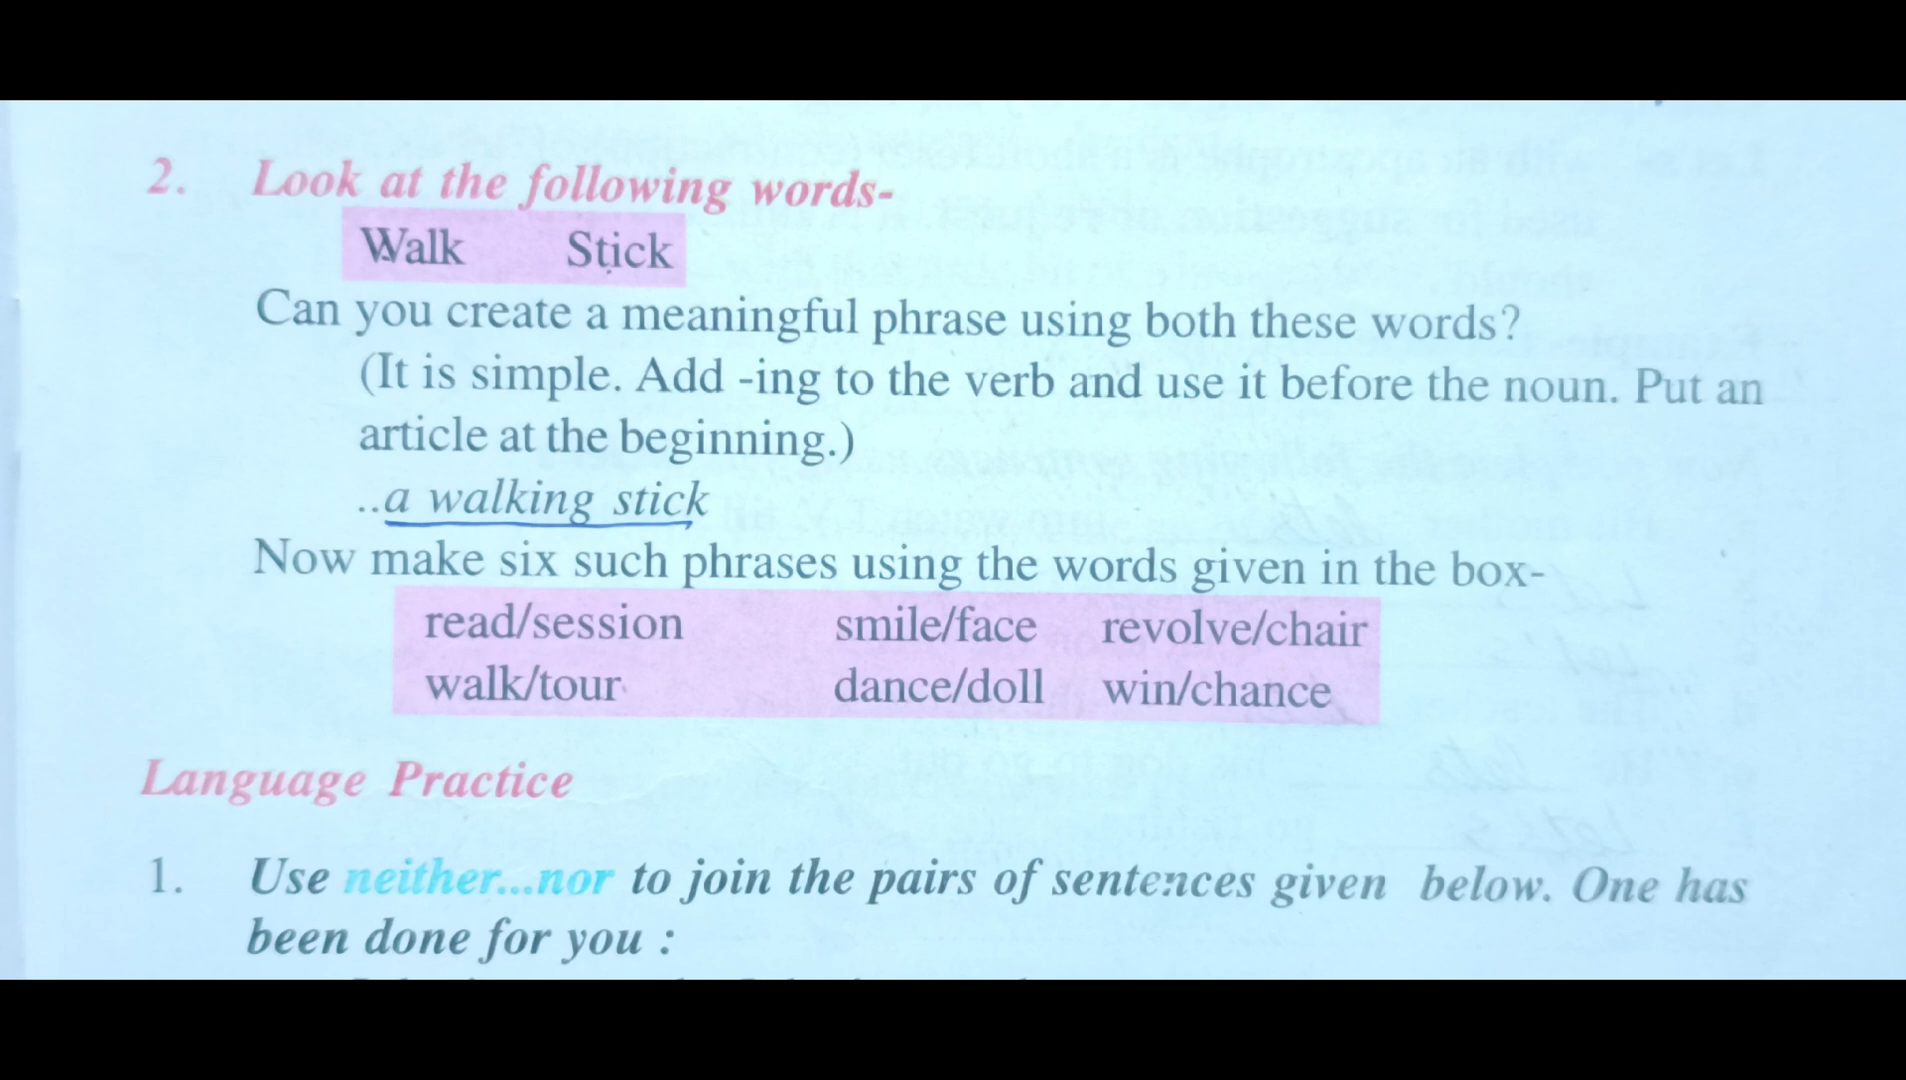 2. Look at the following words-
Walk Stick
Can you create a meaningful phrase using both these words?
(It is simple. Add -ing to the verb and use it before the noun. Put an
article at the beginning.)
..a walking stick
Now make six such phrases using the words given in the box-
read/session smile/face revolve/chair
walk/tour dance/doll win/chance
Language Practice
1. Use neither...nor to join the pairs of sentences given below. One has
been done for you :